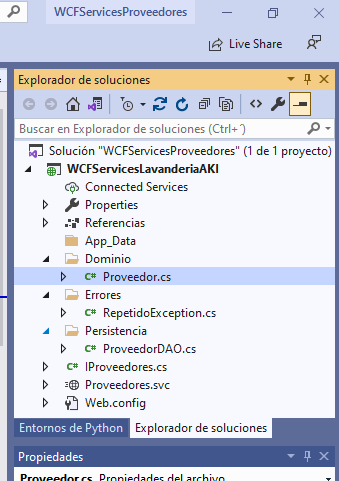 WCFServicesProveedores
Live Share
Explorador de soluciones
Buscar en Explorador de soluciones (Ctrl+´)
Solución "WCFServicesProveedores" (1 de 1 proyecto)
WCFServicesLavanderiaAKI
Connected Services
Properties
Referencias
App_Data
Dominio
C# Proveedor.cs
Errores
C# RepetidoException.cs
Persistencia
C# ProveedorDAO.cs
C# IProveedores.cs
Proveedores.svc
Web.config
Entornos de Python Explorador de soluciones
Propiedades
Proveedor.cs Propiedades del archivo